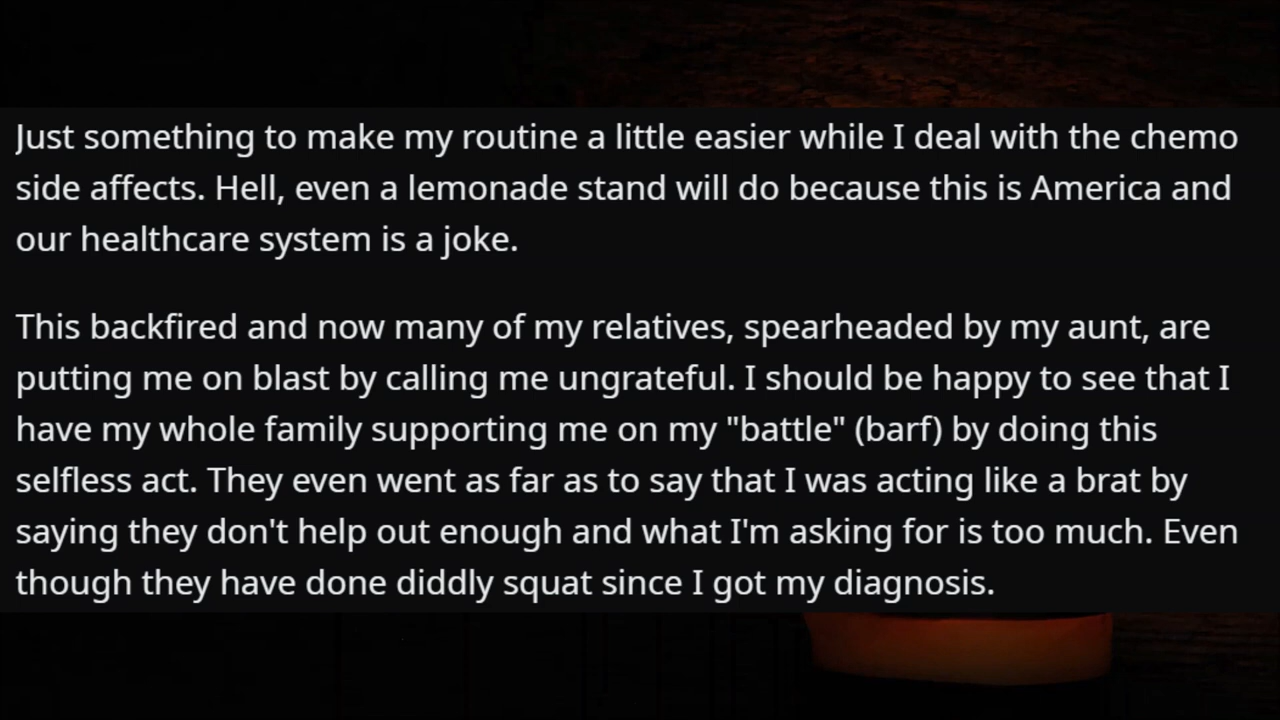 Just something to make my routine a little easier while I deal with the chemo
side affects. Hell, even a lemonade stand will do because this is America and
our healthcare system is a joke.
This backfired and now many of my relatives, spearheaded by my aunt, are
putting me on blast by calling me ungrateful. I should be happy to see that I
have my whole family supporting me on my "battle" (barf) by doing this
selfless act. They even went as far as to say that I was acting like a brat by
saying they don't help out enough and what I'm asking for is too much. Even
though they have done diddly squat since I got my diagnosis.